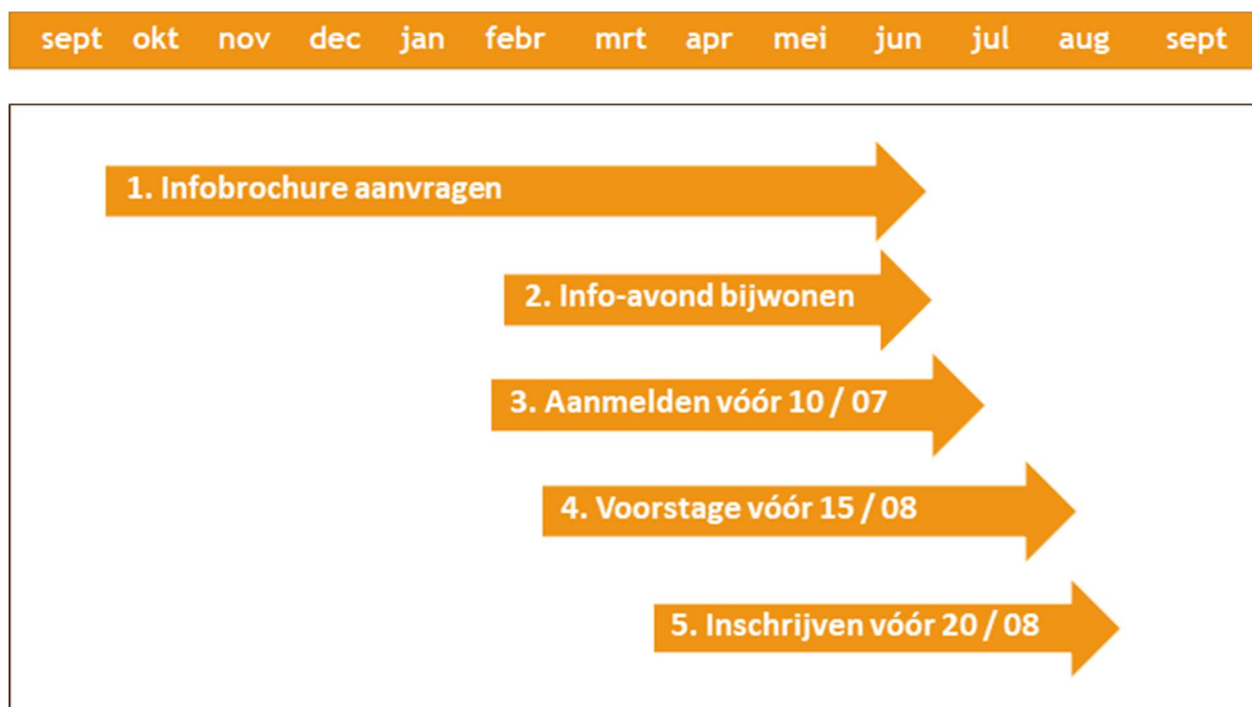 sept okt nov dec jan febr mrt apr mei jun jul aug sept
1. Infobrochure aanvragen
2. Info-avond bijwonen
3. Aanmelden vóór 10 / 07
4. Voorstage vóór 15 / 08
5. Inschrijven vóór 20 / 08